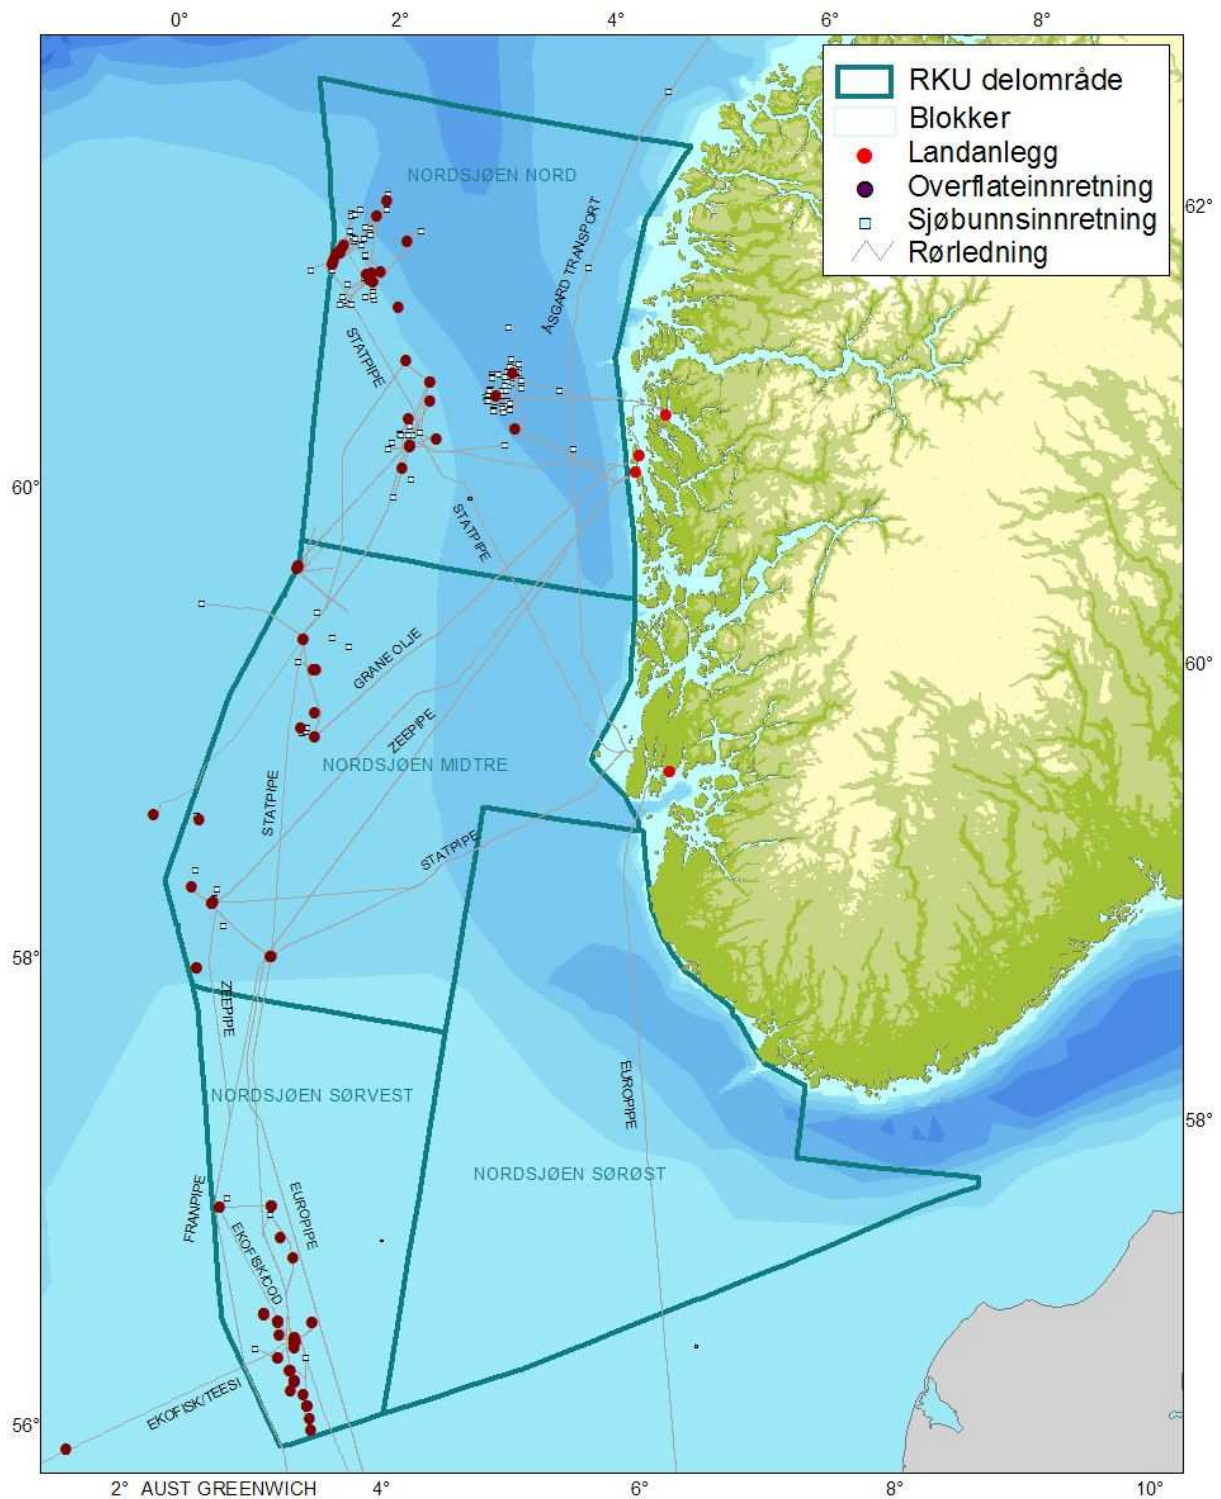 0° 2° 4° 6° 8°
RKU delområde
Blokker
Landanlegg
Overflateinnretning
Sjøbunnsinnretning
Rørledning
NORDSJØEN NORD
62°
ÅSGARD TRANSPORT
STATPIPE
60°
STATPIPE
GRANE OLJE
60°
ZEEPIPE
NORDSJØEN MIDTRE
STATPIPE
STATPIPE
58°
ZEEPIPE
EUROPIPE
NORDSJØEN SØRVEST
58°
NORDSJØEN SØRØST
FRANPIPE
EUROPIPE
EKOFISK/COD
EKOFISK/TEESI
56°
2° AUST GREENWICH 4° 6° 8° 10°